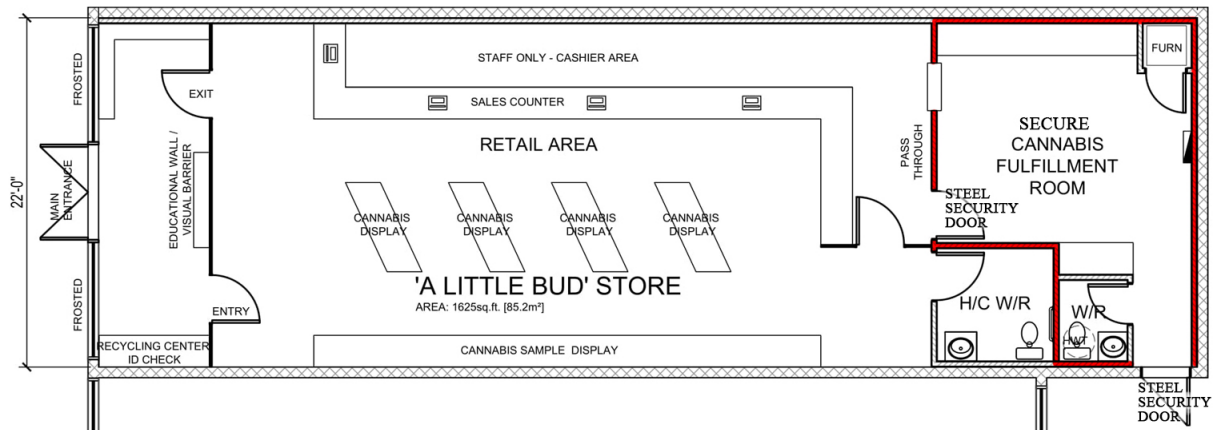 FROSTED
22'-0"
MAIN
ENTRANCE
FROSTED
EXIT
EDUCATIONAL WALL /
VISUAL BARRIER
ENTRY
RECYCLING CENTER
ID CHECK
STAFF ONLY - CASHIER AREA
SALES COUNTER
RETAIL AREA
CANNABIS
DISPLAY
CANNABIS
DISPLAY
CANNABIS
DISPLAY
CANNABIS
DISPLAY
'A LITTLE BUD' STORE
AREA: 1625sq.ft. [85.2m²]
CANNABIS SAMPLE DISPLAY
PASS
THROUGH
FURN
SECURE
CANNABIS
FULFILLMENT
ROOM
STEEL
SECURITY
DOOR
H/C W/R
W/R
HWT
STEEL
SECURITY
DOOR